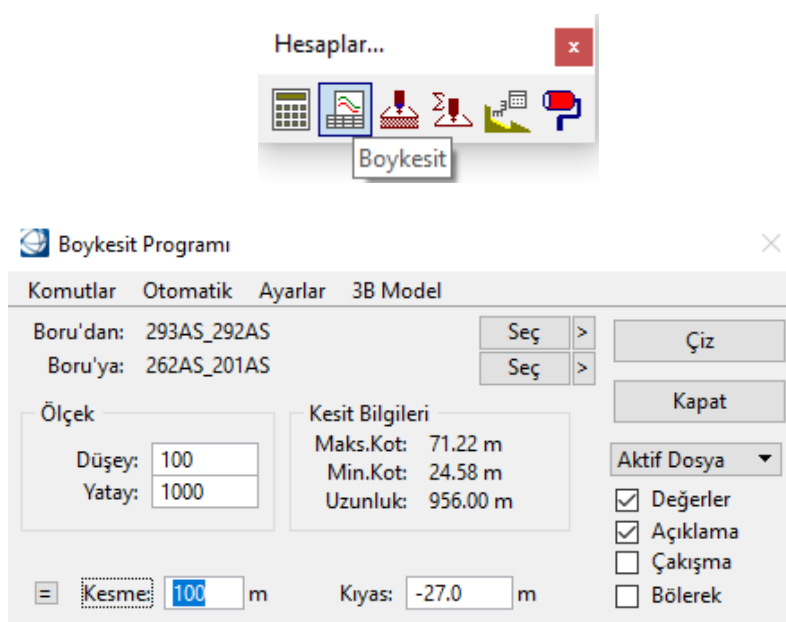 Hesaplar...
x
Boykesit
Boykesit Programı
Komutlar Otomatik Ayarlar 3B Model
Boru'dan: 293AS_292AS Seç >
Çiz
Boru'ya: 262AS_201AS Seç >
Kapat
Ölçek
Düşey: 100
Yatay: 1000
Kesit Bilgileri
Maks.Kot: 71.22 m
Min.Kot: 24.58 m
Uzunluk: 956.00 m
Aktif Dosya
Değerler
Açıklama
Çakışma
Bölerek
= Kesme: 100 m Kıyas: -27.0 m